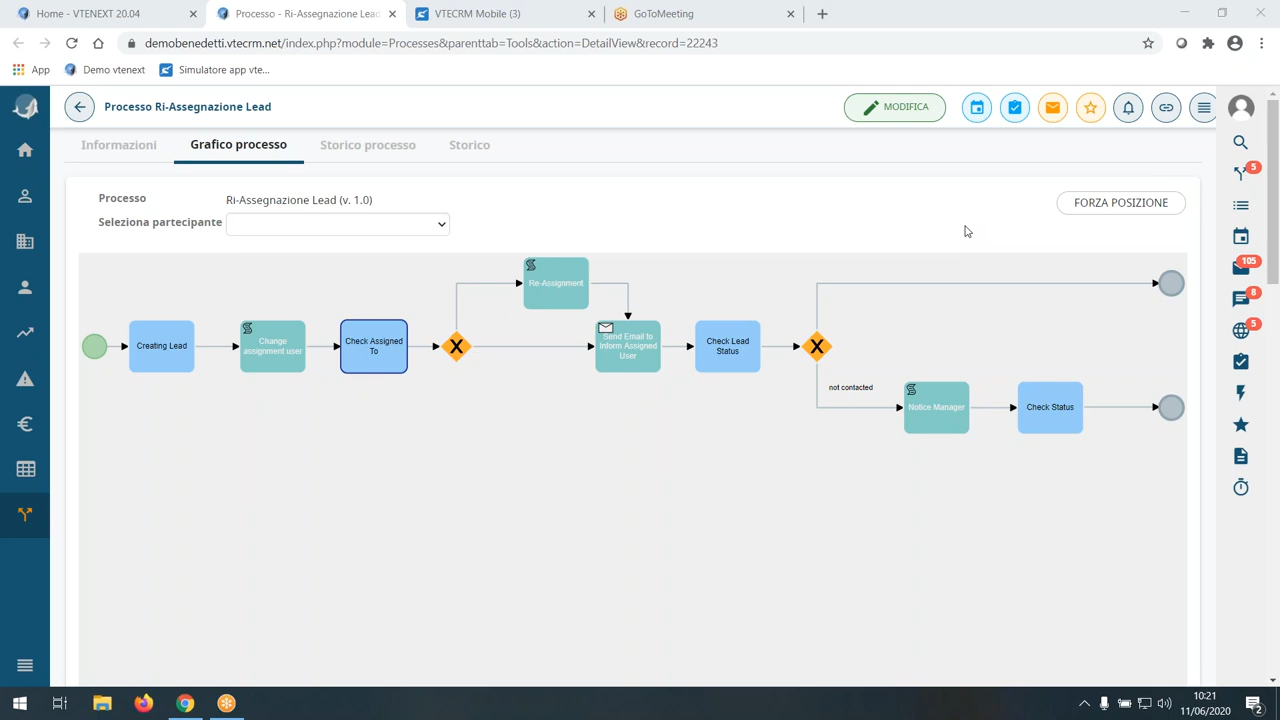 Home - VTENEXT 20.04
Processo - Ri-Assegnazione Lead
VTECRM Mobile (3)
GoToMeeting
demobenedetti.vtecrm.net/index.php?module=Processes&parenttab=Tools&action=DetailView&record=22243
App
Demo vtenext
Simulatore app vte...
Processo Ri-Assegnazione Lead
MODIFICA
Informazioni
Grafico processo
Storico processo
Storico
5
Processo
Ri-Assegnazione Lead (v. 1.0)
FORZA POSIZIONE
Seleziona partecipante
105
8
5
Re-Assignment
Creating Lead
Change
assignment user
Check Assigned
To
X
Send Email to
Inform Assigned
User
Check Lead
Status
X
not contacted
Notice Manager
Check Status
10:21
11/06/2020
2